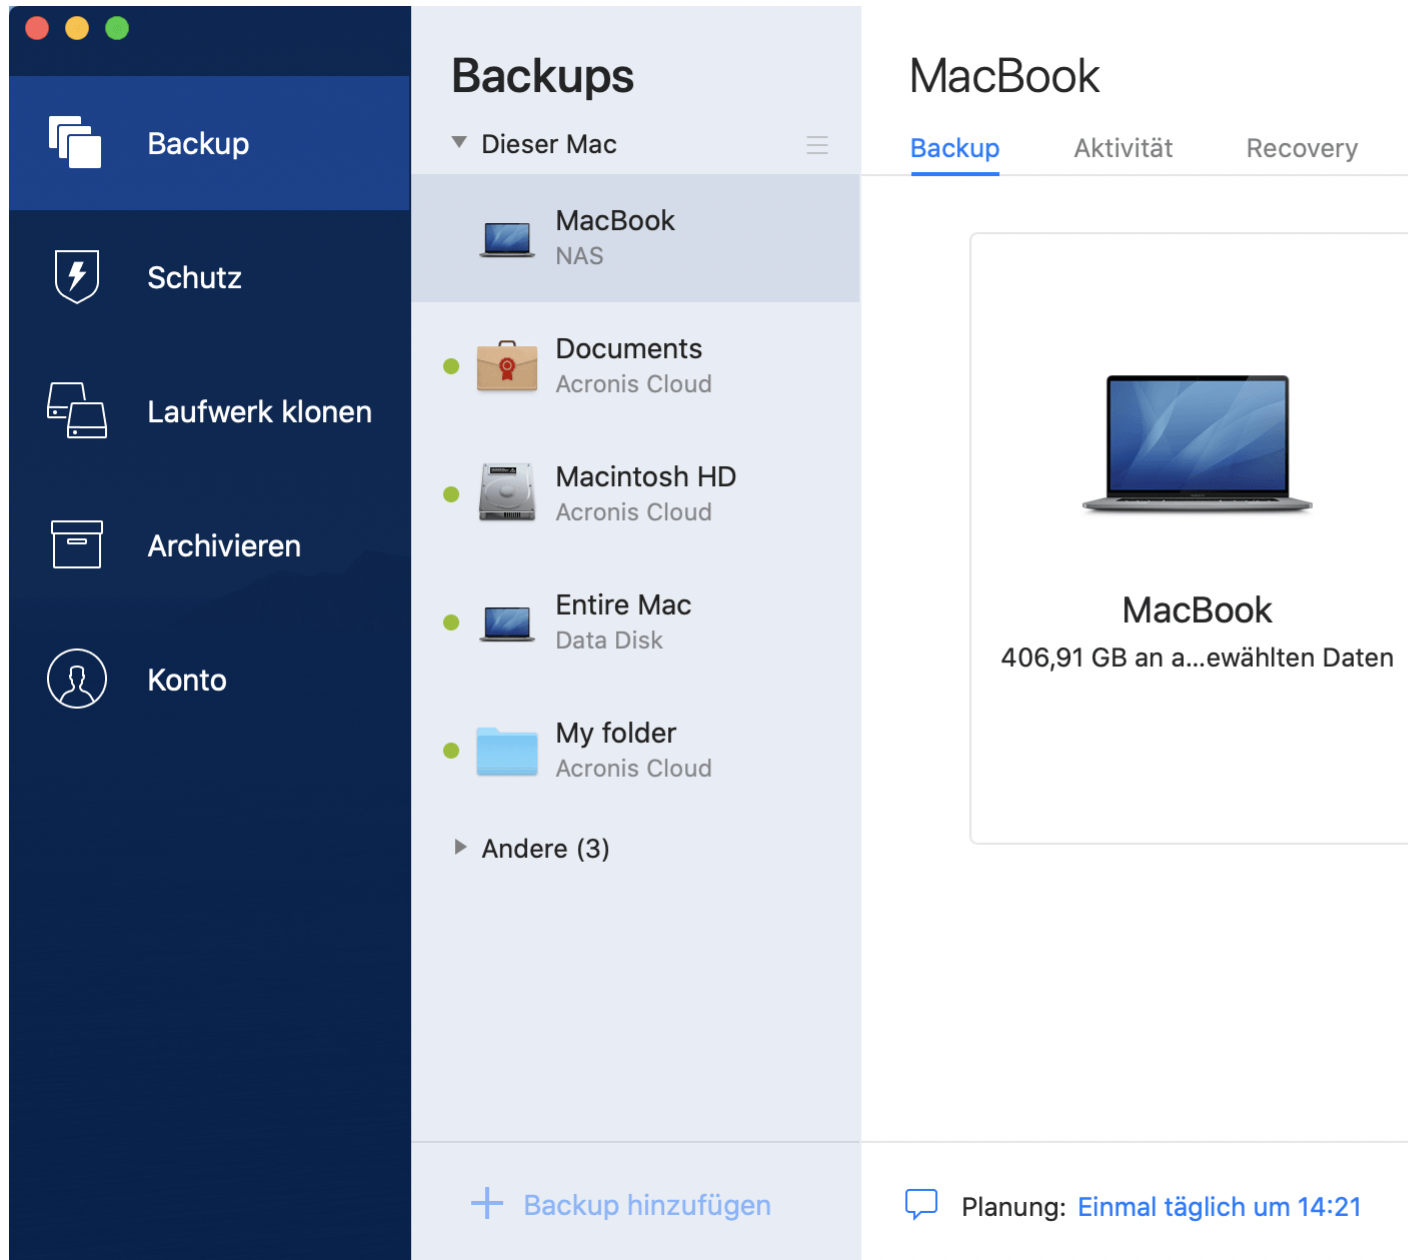 Backup
Schutz
Laufwerk klonen
Archivieren
Konto
Backups
Dieser Mac
MacBook
NAS
Documents
Acronis Cloud
Macintosh HD
Acronis Cloud
Entire Mac
Data Disk
My folder
Acronis Cloud
Andere (3)
Backup hinzufügen
MacBook
Backup Aktivität Recovery
MacBook
406,91 GB an a...ewählten Daten
Planung: Einmal täglich um 14:21